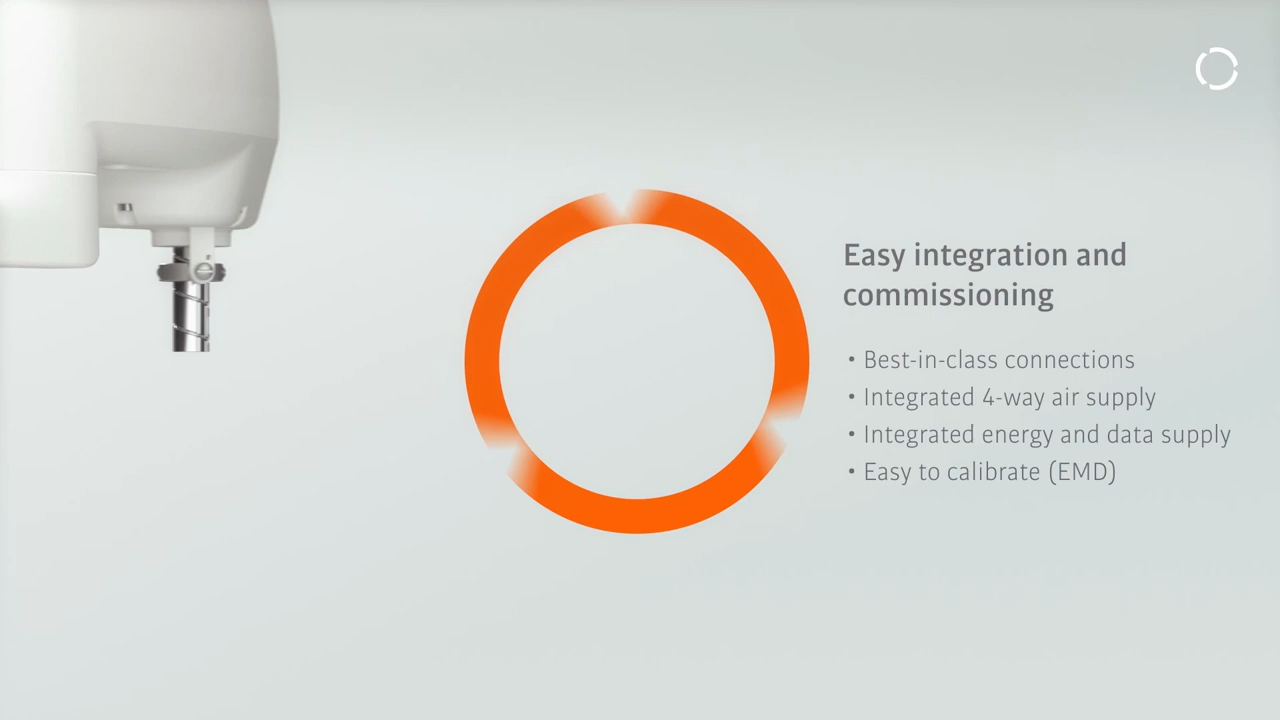 Easy integration and
commissioning
• Best-in-class connections
• Integrated 4-way air supply
• Integrated energy and data supply
• Easy to calibrate (EMD)